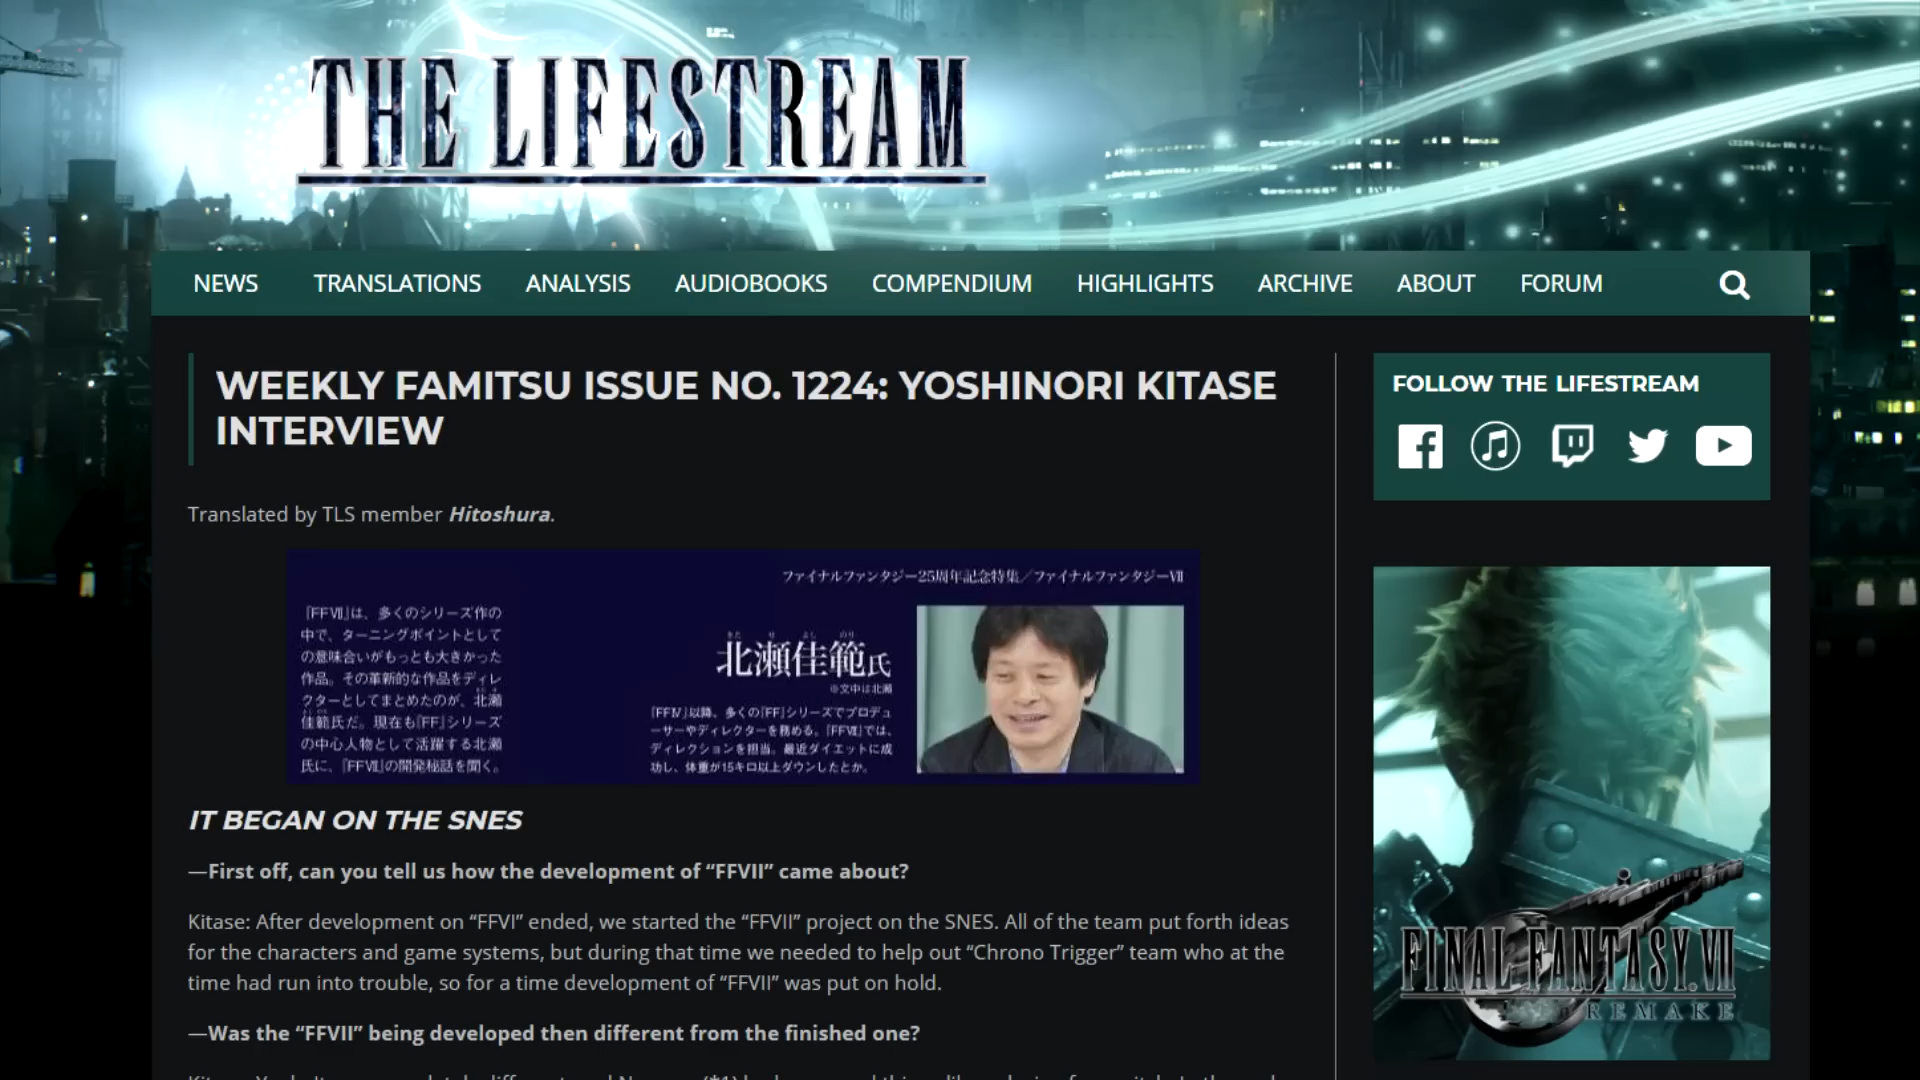 THE LIFESTREAM
NEWS TRANSLATIONS ANALYSIS AUDIOBOOKS COMPENDIUM HIGHLIGHTS ARCHIVE ABOUT FORUM
WEEKLY FAMITSU ISSUE NO. 1224: YOSHINORI KITASE
INTERVIEW
Translated by TLS member Hitoshura.
ファイナルファンタジー25周年記念特集/ファイナルファンタジーVII
『FFVII』は、多くのシリーズ作の
中で、ターニングポイントとして
の意味合いがもっとも大きかった
作品。その革新的な作品をディレ
クターとしてまとめたのが、北瀬
佳範氏だ。現在も『FF』シリーズ
の中心人物として活躍する北瀬
氏に、『FFVII』の開発秘話を聞く。
きた せ よし のり
北瀬佳範氏
※文中は北瀬
『FFIV』以降、多くの『FF』シリーズでプロデュ
ーサーやディレクターを務める。『FFVII』では、
ディレクションを担当。最近ダイエットに成
功し、体重が15キロ以上ダウンしたとか。
IT BEGAN ON THE SNES
—First off, can you tell us how the development of “FFVII” came about?
Kitase: After development on “FFVI” ended, we started the “FFVII” project on the SNES. All of the team put forth ideas
for the characters and game systems, but during that time we needed to help out “Chrono Trigger” team who at the
time had run into trouble, so for a time development of “FFVII” was put on hold.
—Was the “FFVII” being developed then different from the finished one?
FOLLOW THE LIFESTREAM
FINAL FANTASY VII
REMAKE